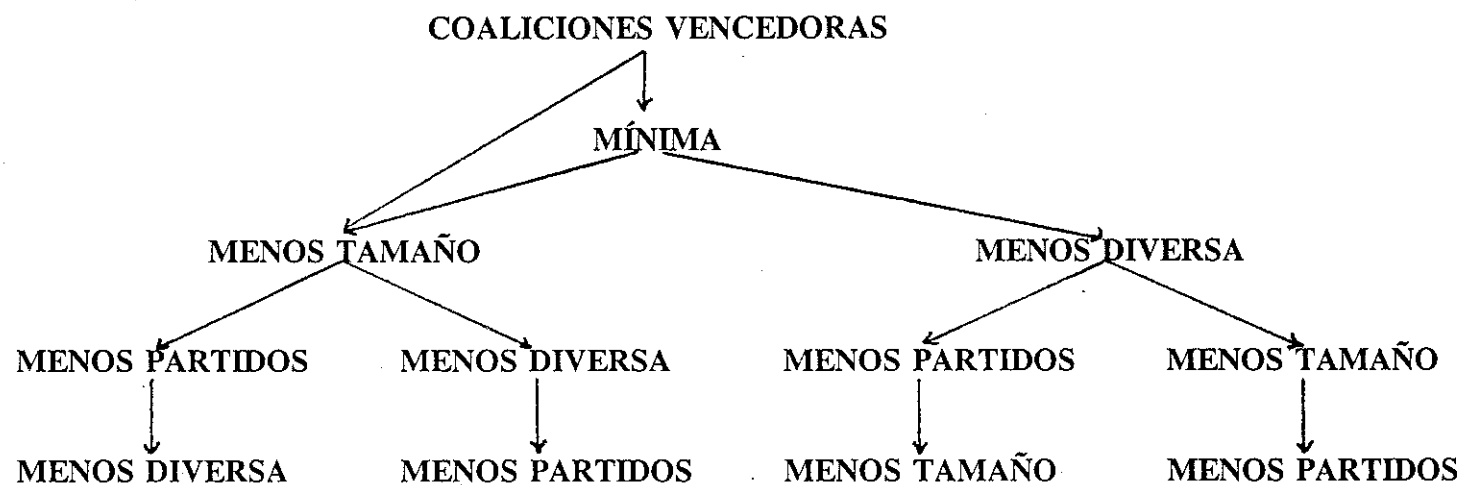 COALICIONES VENCEDORAS
MÍNIMA
MENOS TAMAÑO MENOS DIVERSA
MENOS PARTIDOS MENOS DIVERSA MENOS PARTIDOS MENOS TAMAÑO
MENOS DIVERSA MENOS PARTIDOS MENOS TAMAÑO MENOS PARTIDOS